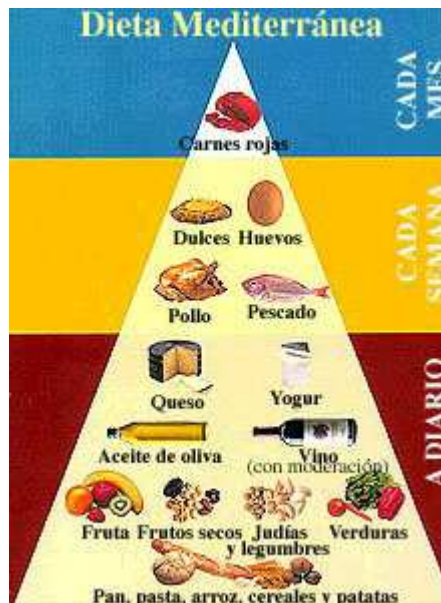 Dieta Mediterránea
CADA
MES
Carnes rojas
Dulces Huevos
CADA
SEMANA
Pollo Pescado
Queso Yogur
A DIARIO
Aceite de oliva Vino
(con moderación)
Fruta Frutos secos Judías Verduras
y legumbres
Pan, pasta, arroz, cereales y patatas